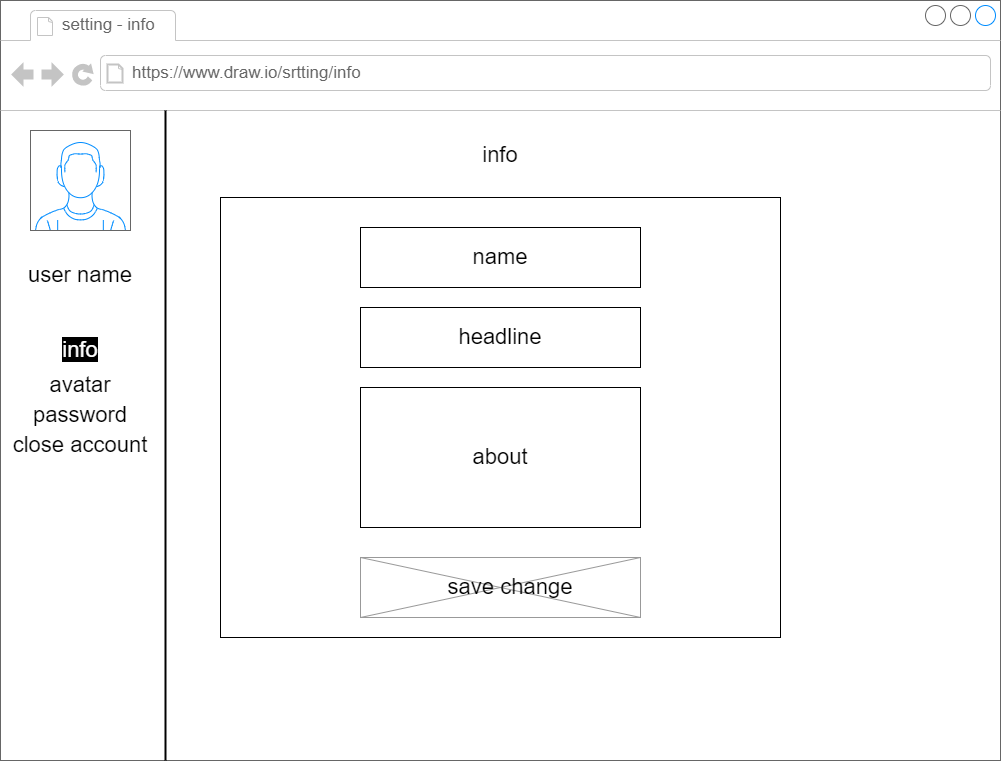 setting - info
https://www.draw.io/srtting/info
user name
info
avatar
password
close account
info
name
headline
about
save change